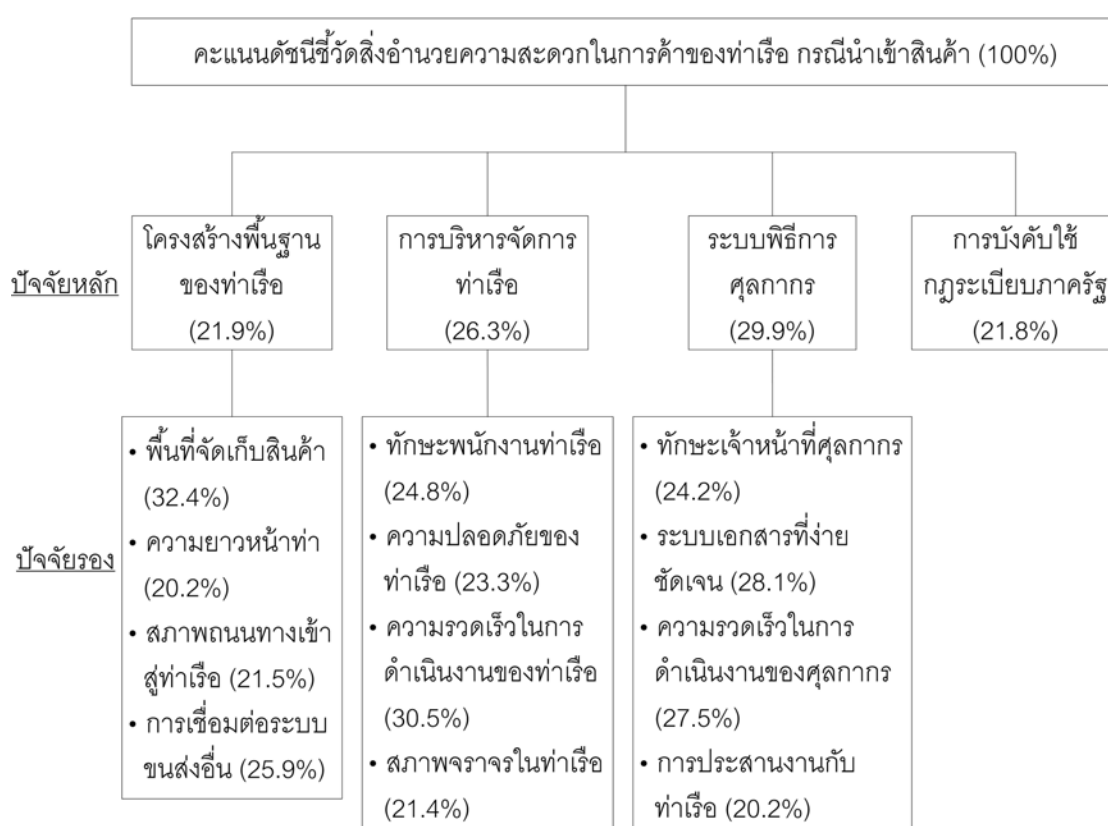 คะแนนดัชนีชี้วัดสิ่งอำนวยความสะดวกในการค้าของท่าเรือ กรณีนำเข้าสินค้า (100%)
ปัจจัยหลัก
โครงสร้างพื้นฐาน
ของท่าเรือ
(21.9%)
การบริหารจัดการ
ท่าเรือ
(26.3%)
ระบบพิธีการ
ศุลกากร
(29.9%)
การบังคับใช้
กฎระเบียบภาครัฐ
(21.8%)
ปัจจัยรอง
• พื้นที่จัดเก็บสินค้า
(32.4%)
• ความยาวหน้าท่า
(20.2%)
• สภาพถนนทางเข้า
สู่ท่าเรือ (21.5%)
• การเชื่อมต่อระบบ
ขนส่งอื่น (25.9%)
• ทักษะพนักงานท่าเรือ
(24.8%)
• ความปลอดภัยของ
ท่าเรือ (23.3%)
• ความรวดเร็วในการ
ดำเนินงานของท่าเรือ
(30.5%)
• สภาพจราจรในท่าเรือ
(21.4%)
• ทักษะเจ้าหน้าที่ศุลกากร
(24.2%)
• ระบบเอกสารที่ง่าย
ชัดเจน (28.1%)
• ความรวดเร็วในการ
ดำเนินงานของศุลกากร
(27.5%)
• การประสานงานกับ
ท่าเรือ (20.2%)